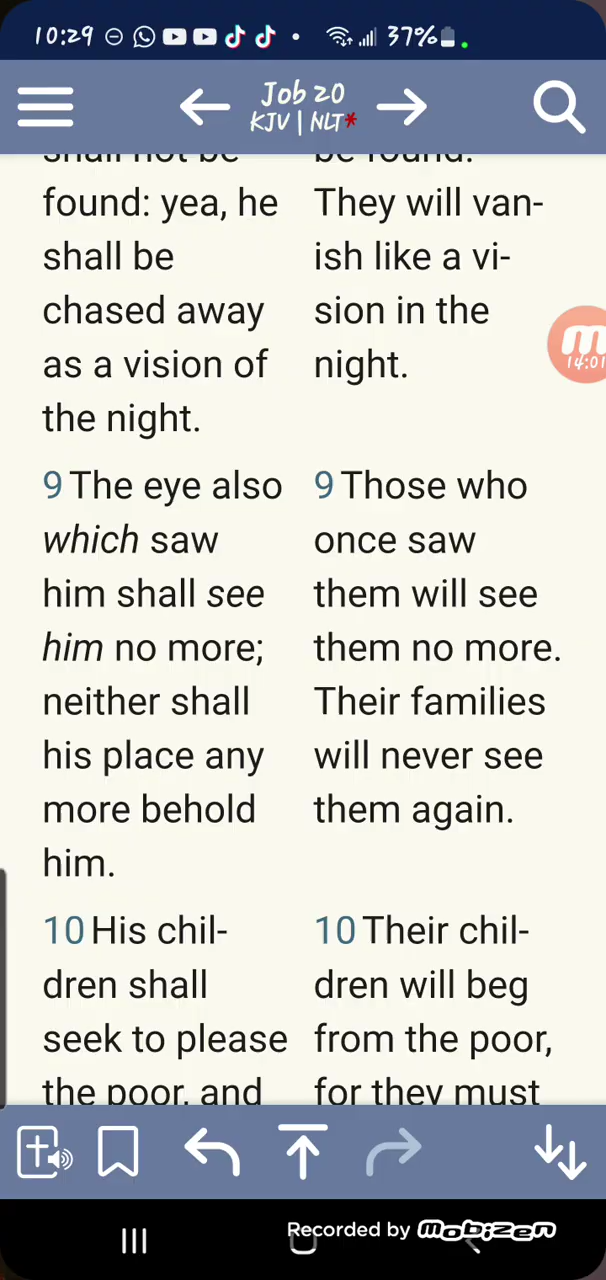 10:29 37%
Job 20
KJV | NLT*
14:01
shall not be
found: yea, he
shall be
chased away
as a vision of
the night.
9 The eye also
which saw
him shall see
him no more;
neither shall
his place any
more behold
him.
10 His chil-
dren shall
seek to please
the poor, and
be found.
They will van-
ish like a vi-
sion in the
night.
9 Those who
once saw
them will see
them no more.
Their families
will never see
them again.
10 Their chil-
dren will beg
from the poor,
for they must
Recorded by mobizen